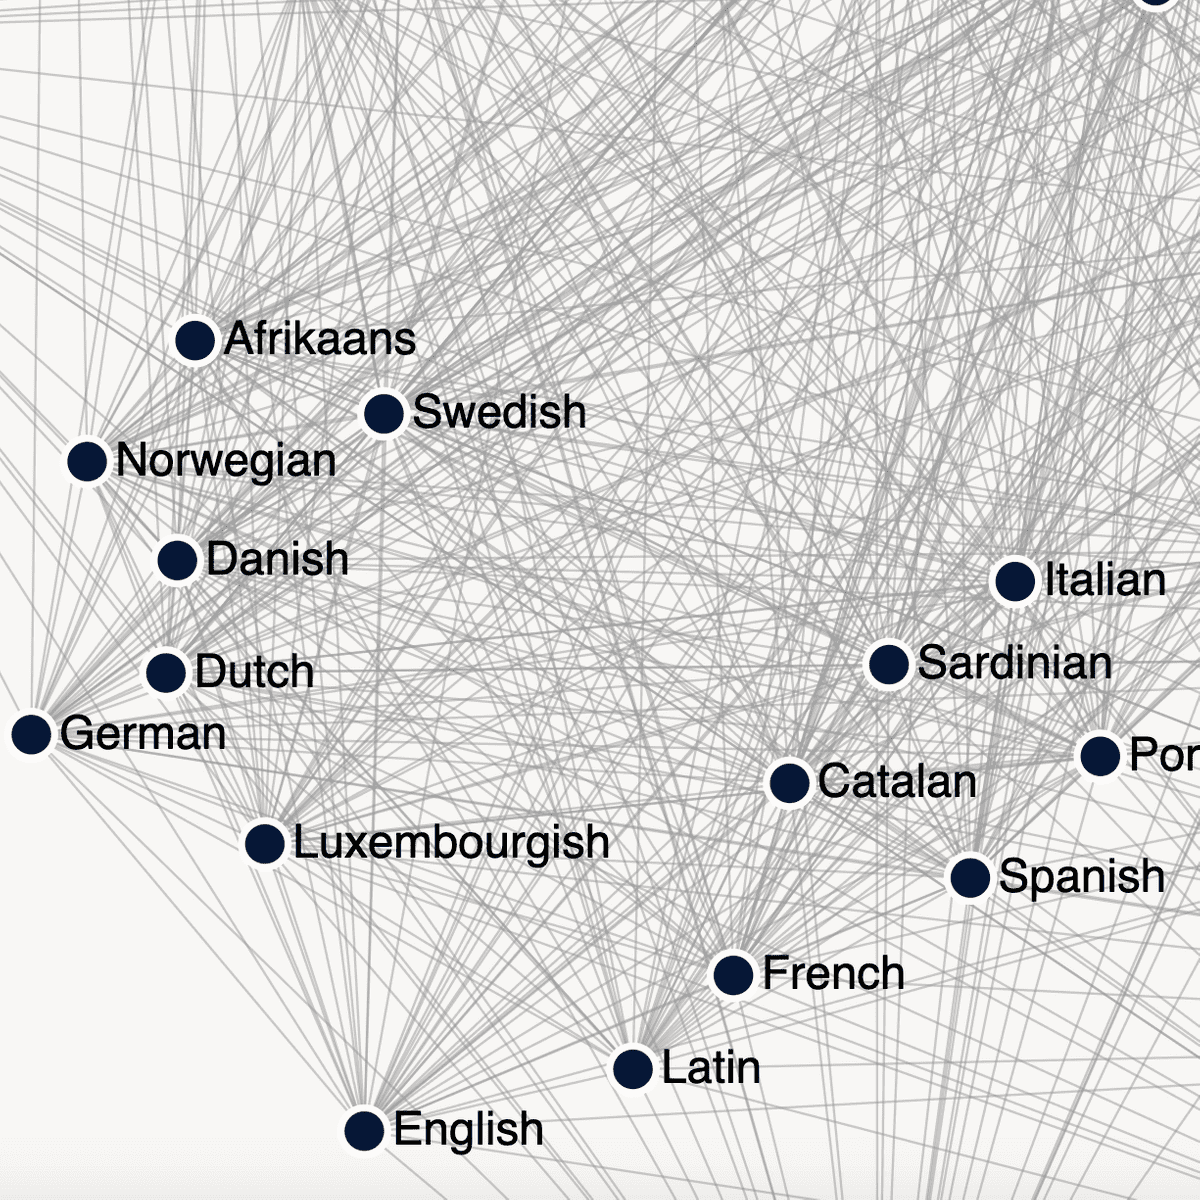 Afrikaans
Swedish
Norwegian
Danish
Italian
Sardinian
Dutch
German
Por
Catalan
Luxembourgish
Spanish
French
Latin
English